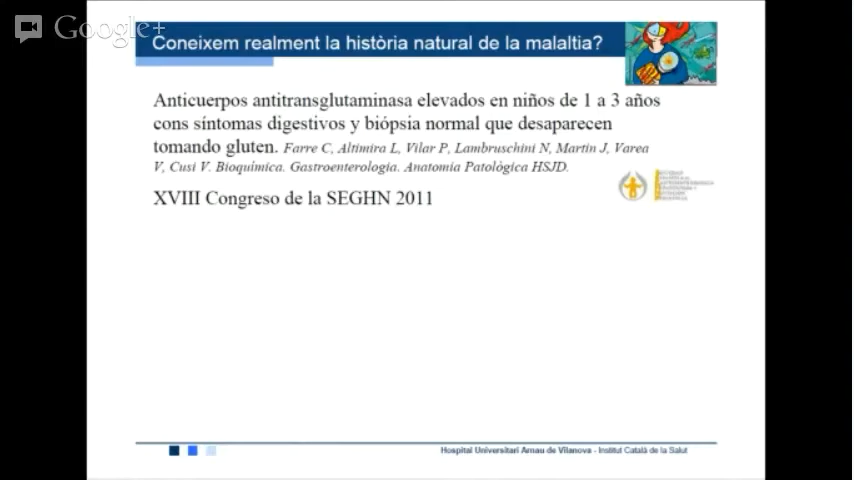 Google+
Coneixem realment la història natural de la malaltia?
Anticuerpos antitransglutaminasa elevados en niños de 1 a 3 años
cons síntomas digestivos y biópsia normal que desaparecen
tomando gluten. Farre C, Altimira L, Vilar P, Lambruschini N, Martin J, Varea
V, Cusi V. Bioquímica. Gastroenterologia. Anatomia Patològica HSJD.
XVIII Congreso de la SEGHN 2011
Hospital Universitari Arnau de Vilanova - Institut Català de la Salut